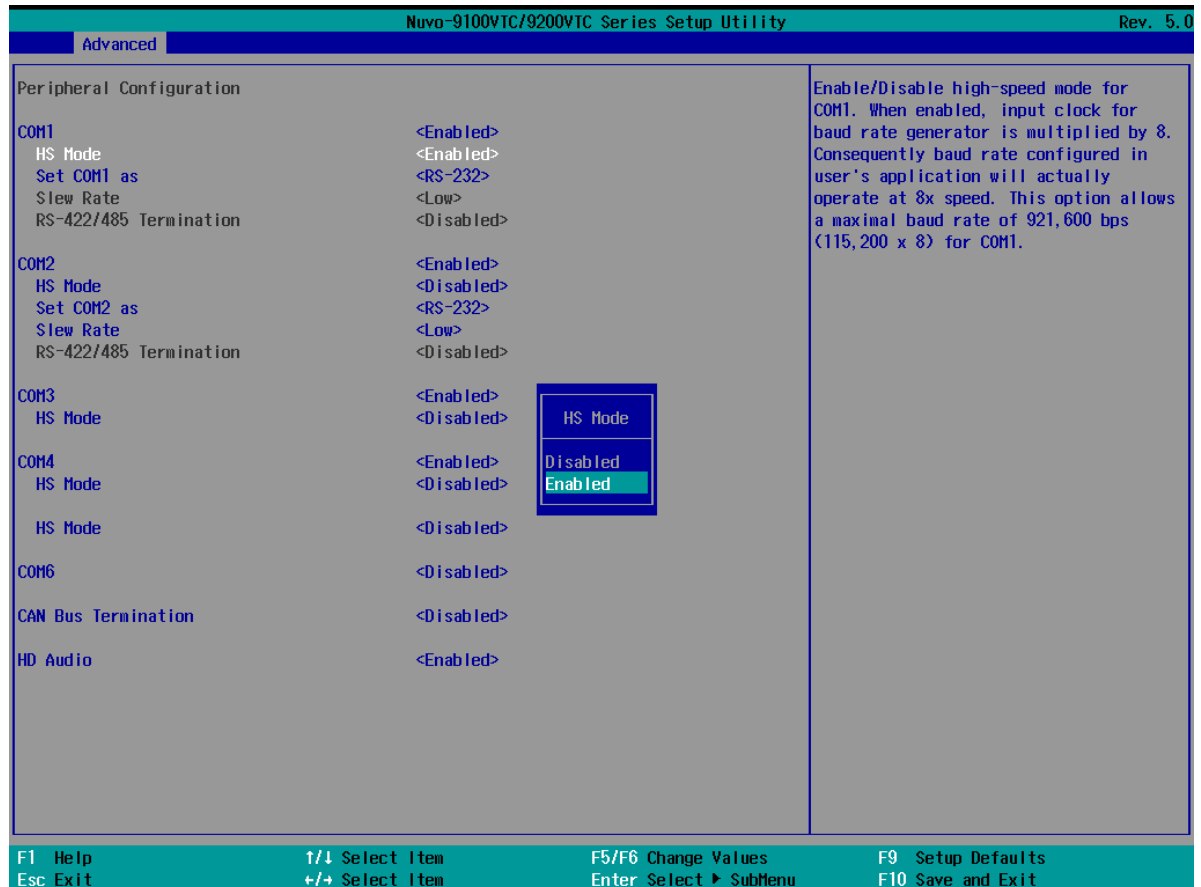 Nuvo-9100VTC/9200VTC Series Setup Utility Rev. 5.0
Advanced
Peripheral Configuration
COM1 <Enabled>
HS Mode <Enabled>
Set COM1 as <RS-232>
Slew Rate <Low>
RS-422/485 Termination <Disabled>
COM2 <Enabled>
HS Mode <Disabled>
Set COM2 as <RS-232>
Slew Rate <Low>
RS-422/485 Termination <Disabled>
COM3 <Enabled>
HS Mode <Disabled>
COM4 <Enabled>
HS Mode <Disabled>
HS Mode <Disabled>
COM6 <Disabled>
CAN Bus Termination <Disabled>
HD Audio <Enabled>
HS Mode
Disabled
Enabled
Enable/Disable high-speed mode for
COM1. When enabled, input clock for
baud rate generator is multiplied by 8.
Consequently baud rate configured in
user's application will actually
operate at 8x speed. This option allows
a maximal baud rate of 921,600 bps
(115,200 x 8) for COM1.
F1 Help ↑/↓ Select Item F5/F6 Change Values F9 Setup Defaults
Esc Exit ←/→ Select Item Enter Select ▶ SubMenu F10 Save and Exit